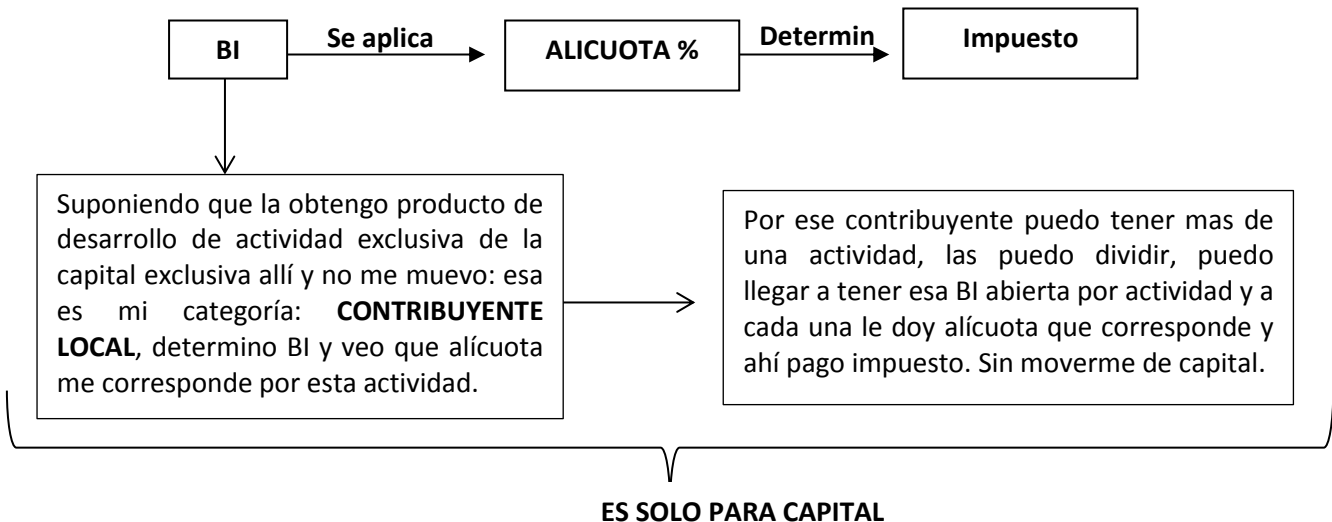 BI
Se aplica
ALICUOTA %
Determin
Impuesto
Suponiendo que la obtengo producto de
desarrollo de actividad exclusiva de la
capital exclusiva allí y no me muevo: esa
es mi categoría: CONTRIBUYENTE
LOCAL, determino BI y veo que alícuota
me corresponde por esta actividad.
Por ese contribuyente puedo tener mas de
una actividad, las puedo dividir, puedo
llegar a tener esa BI abierta por actividad y a
cada una le doy alícuota que corresponde y
ahí pago impuesto. Sin moverme de capital.
ES SOLO PARA CAPITAL